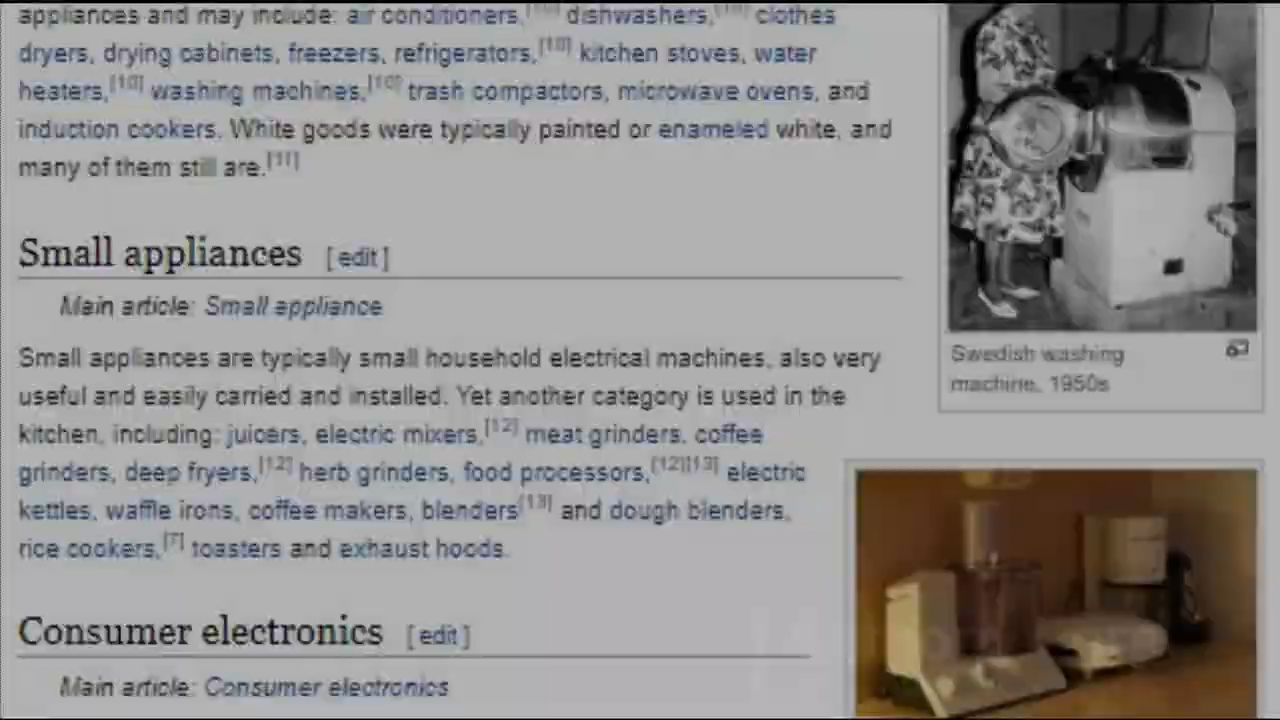 appliances and may include: air conditioners,[10] dishwashers,[10] clothes
dryers, drying cabinets, freezers, refrigerators,[10] kitchen stoves, water
heaters,[10] washing machines,[10] trash compactors, microwave ovens, and
induction cookers. White goods were typically painted or enameled white, and
many of them still are.[11]
Small appliances [ edit ]
Main article: Small appliance
Small appliances are typically small household electrical machines, also very
useful and easily carried and installed. Yet another category is used in the
kitchen, including: juicers, electric mixers,[12] meat grinders, coffee
grinders, deep fryers,[12] herb grinders, food processors,[12][13] electric
kettles, waffle irons, coffee makers, blenders[13] and dough blenders,
rice cookers,[7] toasters and exhaust hoods.
Consumer electronics [ edit ]
Main article: Consumer electronics
Swedish washing
machine, 1950s